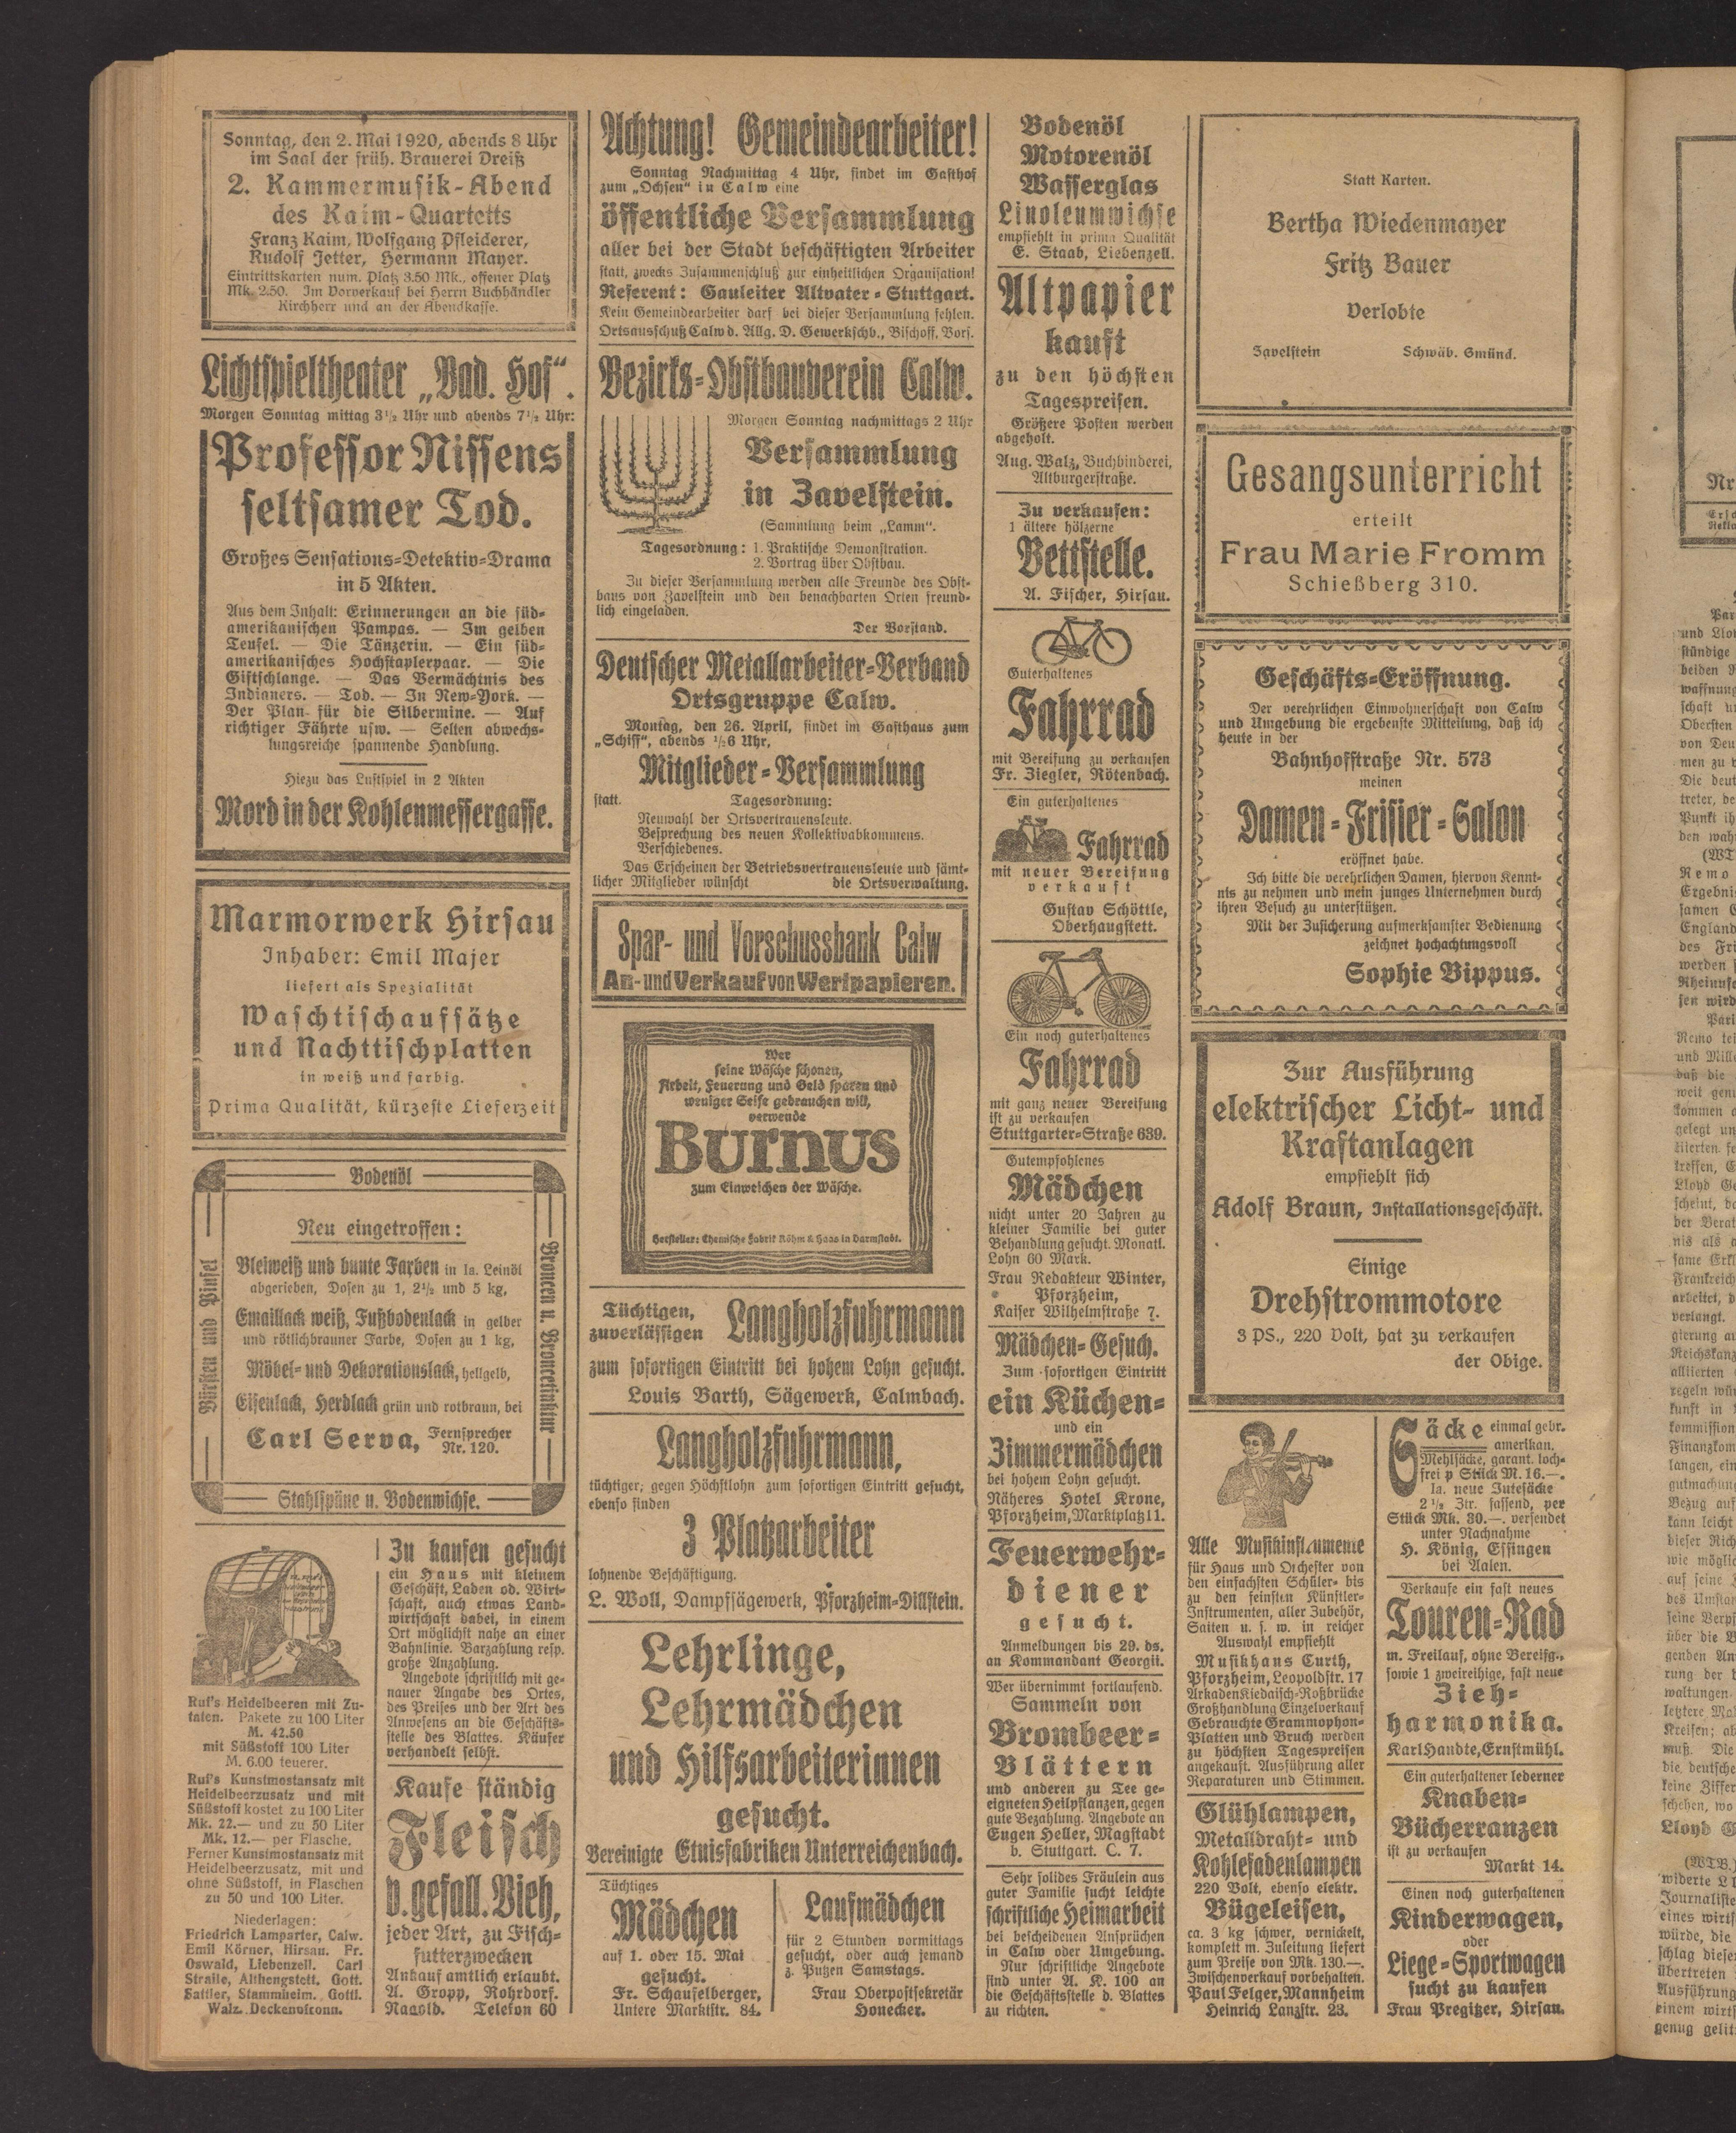 Sonntag, den 2. Mai 1920, abends 8 Uhr
im Saal der früh. Brauerei Dreiß
2. Kammermusik-Abend
des Kaim-Quartetts
Franz Kaim, Wolfgang Pfleiderer,
Rudolf Jetter, Hermann Mayer.
Eintrittskarten num. Platz 3.50 Mk., offener Platz
Mk. 2.50. Im Vorverkauf bei Herrn Buchhändler
Kirchherr und an der Abendkasse.
Lichtspieltheater „Bad. Hof“.
Morgen Sonntag mittag 3½ Uhr und abends 7½ Uhr:
Professor Nissens
seltsamer Tod.
Großes Sensations-Detektiv-Drama
in 5 Akten.
Aus dem Inhalt: Erinnerungen an die süd-
amerikanischen Pampas. — Im gelben
Teufel. — Die Tänzerin. — Ein süd-
amerikanisches Hochstaplerpaar. — Die
Giftschlange. — Das Vermächtnis des
Indianers. — Tod. — In New-York. —
Der Plan für die Silbermine. — Auf
richtiger Fährte usw. — Selten abwechs-
lungsreiche spannende Handlung.
Hiezu das Lustspiel in 2 Akten
Mord in der Kohlenmessergasse.
Marmorwerk Hirsau
Inhaber: Emil Majer
liefert als Spezialität
Waschtischaufsätze
und Nachttischplatten
in weiß und farbig.
Prima Qualität, kürzeste Lieferzeit
Bodenöl
Börsten und Pinsel
Broncen u. Broncetinktur
Neu eingetroffen:
Bleiweiß und bunte Farben in 1a. Leinöl
abgerieben, Dosen zu 1, 2½ und 5 kg,
Emaillack weiß, Fußbodenlack in gelber
und rötlichbrauner Farbe, Dosen zu 1 kg,
Möbel- und Dekorationslack, hellgelb,
Eisenlack, Herdlack grün und rotbraun, bei
Carl Serva, Fernsprecher
Nr. 120.
Stahlspäne u. Bodenwichse.
Ruf's Heidelbeeren mit Zu-
taten. Pakete zu 100 Liter
M. 42.50
mit Süßstoff 100 Liter
M. 6.00 teuerer.
Ruf's Kunstmostansatz mit
Heidelbeerzusatz und mit
Süßstoff kostet zu 100 Liter
Mk. 22.— und zu 50 Liter
Mk. 12.— per Flasche.
Ferner Kunstmostansatz mit
Heidelbeerzusatz, mit und
ohne Süßstoff, in Flaschen
zu 50 und 100 Liter.
Niederlagen:
Friedrich Lamparter, Calw.
Emil Körner, Hirsau. Fr.
Oswald, Liebenzell. Carl
Straile, Althengstett. Gott.
Sattler, Stammheim. Gottl.
Walz. Deckenpfronn.
Zu kaufen gesucht
ein Haus mit kleinem
Geschäft, Laden od. Wirt-
schaft, auch etwas Land-
wirtschaft dabei, in einem
Ort möglichst nahe an einer
Bahnlinie. Barzahlung resp.
große Anzahlung.
Angebote schriftlich mit ge-
nauer Angabe des Ortes,
des Preises und der Art des
Anwesens an die Geschäfts-
stelle des Blattes. Käufer
verhandelt selbst.
Kaufe ständig
Fleisch
v. gefall. Vieh,
jeder Art, zu Fisch-
futterzwecken
Ankauf amtlich erlaubt.
A. Gropp, Rohrdorf.
Nagold. Telefon 60
Achtung! Gemeindearbeiter!
Sonntag Nachmittag 4 Uhr, findet im Gasthof
zum „Ochsen“ in Calw eine
öffentliche Versammlung
aller bei der Stadt beschäftigten Arbeiter
statt, zwecks Zusammenschluß zur einheitlichen Organisation!
Referent: Gauleiter Altvater-Stuttgart.
Kein Gemeindearbeiter darf bei dieser Versammlung fehlen.
Ortsausschuß Calw d. Allg. D. Gewerkschb., Bischoff, Vors.
Bezirks-Obstbauverein Calw.
Morgen Sonntag nachmittags 2 Uhr
Versammlung
in Zavelstein.
(Sammlung beim „Lamm“.
Tagesordnung: 1. Praktische Demonstration.
2. Vortrag über Obstbau.
Zu dieser Versammlung werden alle Freunde des Obst-
baus von Zavelstein und den benachbarten Orten freund-
lich eingeladen.
Der Vorstand.
Deutscher Metallarbeiter-Verband
Ortsgruppe Calw.
Montag, den 26. April, findet im Gasthaus zum
„Schiff“, abends ½6 Uhr,
Mitglieder-Versammlung
statt. Tagesordnung:
Neuwahl der Ortsvertrauensleute.
Besprechung des neuen Kollektivabkommens.
Verschiedenes.
Das Erscheinen der Betriebsvertrauensleute und sämt-
licher Mitglieder wünscht die Ortsverwaltung.
Spar- und Vorschussbank Calw
An- und Verkauf von Wertpapieren.
Wer
seine Wäsche schonen,
Arbeit, Feuerung und Geld sparen und
weniger Seife gebrauchen will,
verwende
Burnus
zum Einweichen der Wäsche.
Hersteller: Chemische Fabrik Röhm & Haas in Darmstadt.
Tüchtigen,
zuverlässigen Langholzfuhrmann
zum sofortigen Eintritt bei hohem Lohn gesucht.
Louis Barth, Sägewerk, Calmbach.
Langholzfuhrmann,
tüchtiger, gegen Höchstlohn zum sofortigen Eintritt gesucht,
ebenso finden
3 Platzarbeiter
lohnende Beschäftigung.
L. Woll, Dampfsägewerk, Pforzheim-Dillstein.
Lehrlinge,
Lehrmädchen
und Hilfsarbeiterinnen
gesucht.
Vereinigte Etuisfabriken Unterreichenbach.
Tüchtiges
Mädchen
auf 1. oder 15. Mai
gesucht.
Fr. Schaufelberger,
Untere Marktstr. 84.
Laufmädchen
für 2 Stunden vormittags
gesucht, oder auch jemand
z. Putzen Samstags.
Frau Oberpostsekretär
Honecker.
Bodenöl
Motorenöl
Wasserglas
Linoleumwichse
empfiehlt in prima Qualität
E. Staab, Liebenzell.
Altpapier
kauft
zu den höchsten
Tagespreisen.
Größere Posten werden
abgeholt.
Aug. Walz, Buchbinderei,
Altburgerstraße.
Zu verkaufen:
1 ältere hölzerne
Bettstelle.
A. Fischer, Hirsau.
Guterhaltenes
Fahrrad
mit Bereifung zu verkaufen
Fr. Ziegler, Rötenbach.
Ein guterhaltenes
Fahrrad
mit neuer Bereifung
verkauft
Gustav Schöttle,
Oberhaugstett.
Ein noch guterhaltenes
Fahrrad
mit ganz neuer Bereifung
ist zu verkaufen
Stuttgarter-Straße 639.
Gutempfohlenes
Mädchen
nicht unter 20 Jahren zu
kleiner Familie bei guter
Behandlung gesucht. Monatl.
Lohn 60 Mark.
Frau Redakteur Winter,
Pforzheim,
Kaiser Wilhelmstraße 7.
Mädchen-Gesuch.
Zum sofortigen Eintritt
ein Küchen-
und ein
Zimmermädchen
bei hohem Lohn gesucht.
Näheres Hotel Krone,
Pforzheim, Marktplatz 11.
Feuerwehr-
diener
gesucht.
Anmeldungen bis 29. ds.
an Kommandant Georgii.
Wer übernimmt fortlaufend.
Sammeln von
Brombeer-
Blättern
und anderen zu Tee ge-
eigneten Heilpflanzen, gegen
gute Bezahlung. Angebote an
Eugen Heller, Magstadt
b. Stuttgart. C. 7.
Sehr solides Fräulein aus
guter Familie sucht leichte
schriftliche Heimarbeit
bei bescheidenen Ansprüchen
in Calw oder Umgebung.
Nur schriftliche Angebote
sind unter A. K. 100 an
die Geschäftsstelle d. Blattes
zu richten.
Statt Karten.
Bertha Wiedenmayer
Fritz Bauer
Verlobte
Zavelstein Schwäb. Gmünd.
Gesangsunterricht
erteilt
Frau Marie Fromm
Schießberg 310.
Geschäfts-Eröffnung.
Der verehrlichen Einwohnerschaft von Calw
und Umgebung die ergebenste Mitteilung, daß ich
heute in der
Bahnhofstraße Nr. 573
meinen
Damen-Frisier-Salon
eröffnet habe.
Ich bitte die verehrlichen Damen, hiervon Kennt-
nis zu nehmen und mein junges Unternehmen durch
ihren Besuch zu unterstützen.
Mit der Zusicherung aufmerksamster Bedienung
zeichnet hochachtungsvoll
Sophie Bippus.
Zur Ausführung
elektrischer Licht- und
Kraftanlagen
empfiehlt sich
Adolf Braun, Installationsgeschäft.
Einige
Drehstrommotore
3 PS., 220 Volt, hat zu verkaufen
der Obige.
Alle Musikinstrumente
für Haus und Orchester von
den einfachsten Schüler- bis
zu den feinsten Künstler-
Instrumenten, aller Zubehör,
Saiten u. s. w. in reicher
Auswahl empfiehlt
Musikhaus Curth,
Pforzheim, Leopoldstr. 17
Arkaden Kiedaisch-Roßbrücke
Großhandlung Einzelverkauf
Gebrauchte Grammophon-
Platten und Bruch werden
zu höchsten Tagespreisen
angekauft. Ausführung aller
Reparaturen und Stimmen.
Glühlampen,
Metalldraht- und
Kohlefadenlampen
220 Volt, ebenso elektr.
Bügeleisen,
ca. 3 kg schwer, vernickelt,
komplett m. Zuleitung liefert
zum Preise von Mk. 130.—.
Zwischenverkauf vorbehalten.
Paul Felger, Mannheim
Heinrich Lanzstr. 23.
Säcke einmal gebr.
amerikan.
Mehlsäcke, garant. loch-
frei p Stück M. 16.—.
1a. neue Jutesäcke
2½ Ztr. fassend, per
Stück Mk. 30.—. versendet
unter Nachnahme
H. König, Essingen
bei Aalen.
Verkaufe ein fast neues
Touren-Rad
m. Freilauf, ohne Bereifg.,
sowie 1 zweireihige, fast neue
Zieh-
harmonika.
Karl Handte, Ernstmühl.
Ein guterhaltener lederner
Knaben-
Bücherranzen
ist zu verkaufen
Markt 14.
Einen noch guterhaltenen
Kinderwagen,
oder
Liege-Sportwagen
sucht zu kaufen
Frau Pregitzer, Hirsau.